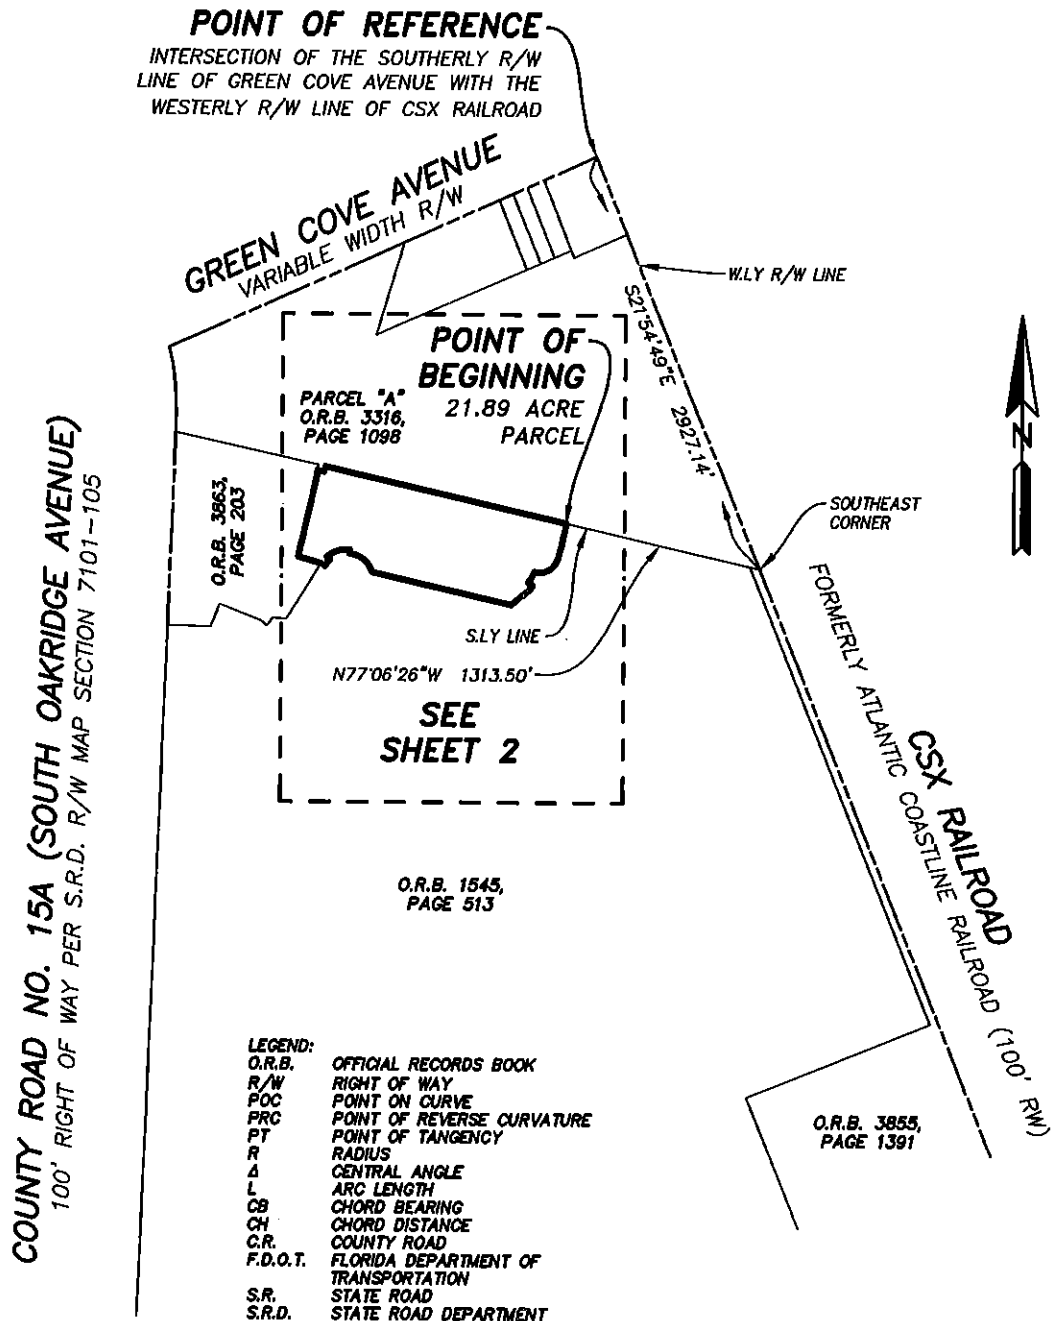 POINT OF REFERENCE
INTERSECTION OF THE SOUTHERLY R/W
LINE OF GREEN COVE AVENUE WITH THE
WESTERLY R/W LINE OF CSX RAILROAD
GREEN COVE AVENUE
VARIABLE WIDTH R/W
W.LY R/W LINE
S21°54'49"E 2927.14'
POINT OF
BEGINNING
21.89 ACRE
PARCEL
PARCEL "A"
O.R.B. 3316,
PAGE 1098
O.R.B. 3863,
PAGE 203
N
SOUTHEAST
CORNER
S.LY LINE
N77°06'26"W 1313.50'
SEE
SHEET 2
FORMERLY ATLANTIC COASTLINE RAILROAD (100' RW)
CSX RAILROAD
COUNTY ROAD NO. 15A (SOUTH OAKRIDGE AVENUE)
100' RIGHT OF WAY PER S.R.D. R/W MAP SECTION 7101-105
O.R.B. 1545,
PAGE 513
O.R.B. 3855,
PAGE 1391
LEGEND:
O.R.B. OFFICIAL RECORDS BOOK
R/W RIGHT OF WAY
POC POINT ON CURVE
PRC POINT OF REVERSE CURVATURE
PT POINT OF TANGENCY
R RADIUS
Δ CENTRAL ANGLE
L ARC LENGTH
CB CHORD BEARING
CH CHORD DISTANCE
C.R. COUNTY ROAD
F.D.O.T. FLORIDA DEPARTMENT OF
TRANSPORTATION
S.R. STATE ROAD
S.R.D. STATE ROAD DEPARTMENT